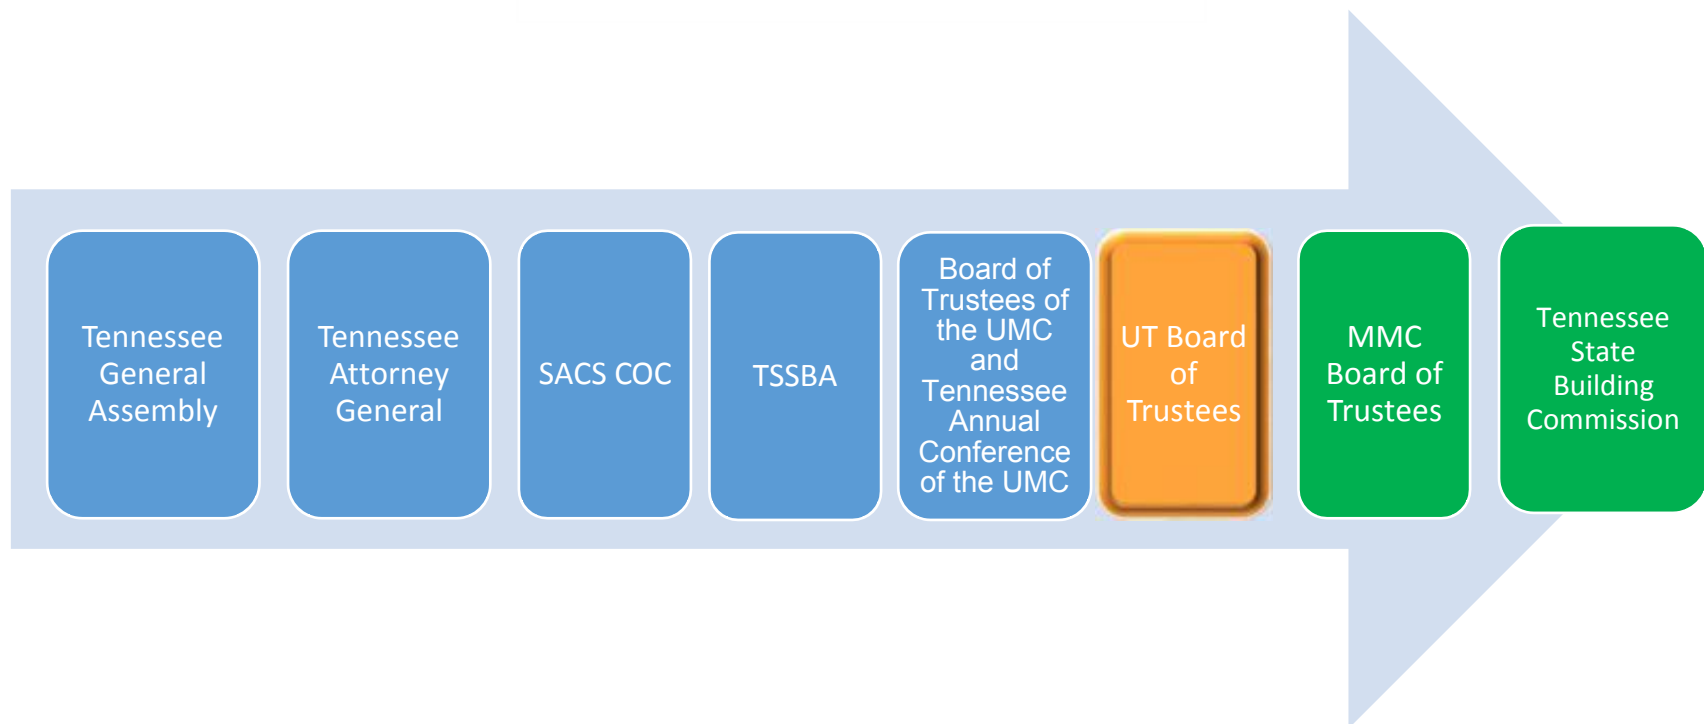 Tennessee
General
Assembly
Tennessee
Attorney
General
SACS COC
TSSBA
Board of
Trustees of
the UMC
and
Tennessee
Annual
Conference
of the UMC
UT Board
of
Trustees
MMC
Board of
Trustees
Tennessee
State
Building
Commission